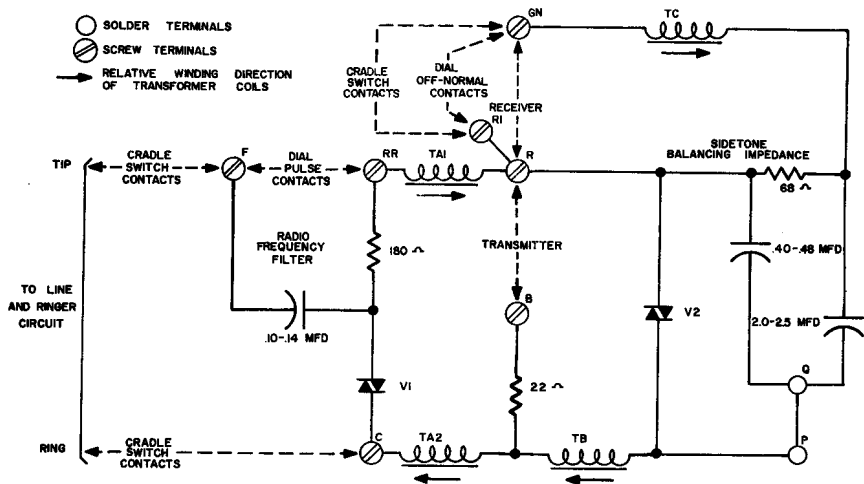 SOLDER TERMINALS
SCREW TERMINALS
RELATIVE WINDING
DIRECTION
OF TRANSFORMER
COILS
GN
TC
CRADLE
SWITCH
CONTACTS
DIAL
OFF-NORMAL
CONTACTS
RECEIVER
R1
TIP
CRADLE
SWITCH
CONTACTS
F
DIAL
PULSE
CONTACTS
RR
TA1
R
SIDETONE
BALANCING IMPEDANCE
68 Ω
RADIO
FREQUENCY
FILTER
180 Ω
TRANSMITTER
.40-.48 MFD
TO LINE
AND RINGER
CIRCUIT
.10-.14 MFD
B
V2
2.0-2.5 MFD
V1
22 Ω
Q
RING
CRADLE
SWITCH
CONTACTS
C
TA2
TB
P